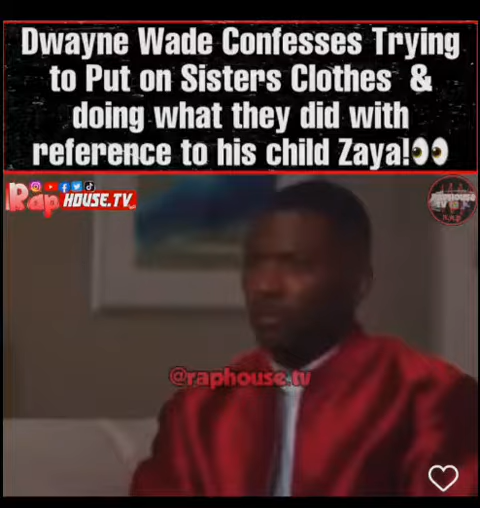 Dwayne Wade Confesses Trying
to Put on Sisters Clothes &
doing what they did with
reference to his child Zaya!👀
Rap HOUSE.TV
@raphouse.tv